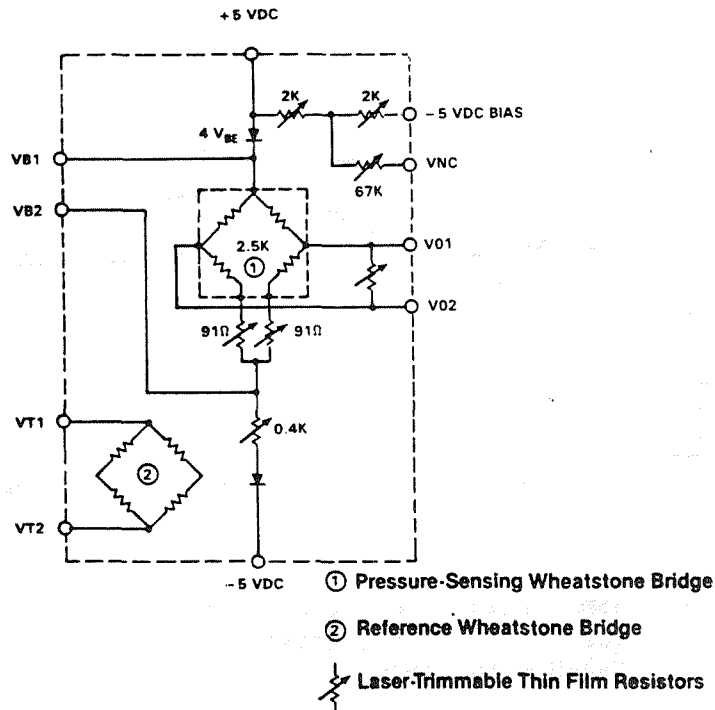 +5 VDC
2K
2K
-5 VDC BIAS
4 VBE
VB1
VNC
67K
VB2
2.5K
V01
①
V02
91Ω
91Ω
VT1
0.4K
②
VT2
-5 VDC
① Pressure-Sensing Wheatstone Bridge
② Reference Wheatstone Bridge
Laser-Trimmable Thin Film Resistors